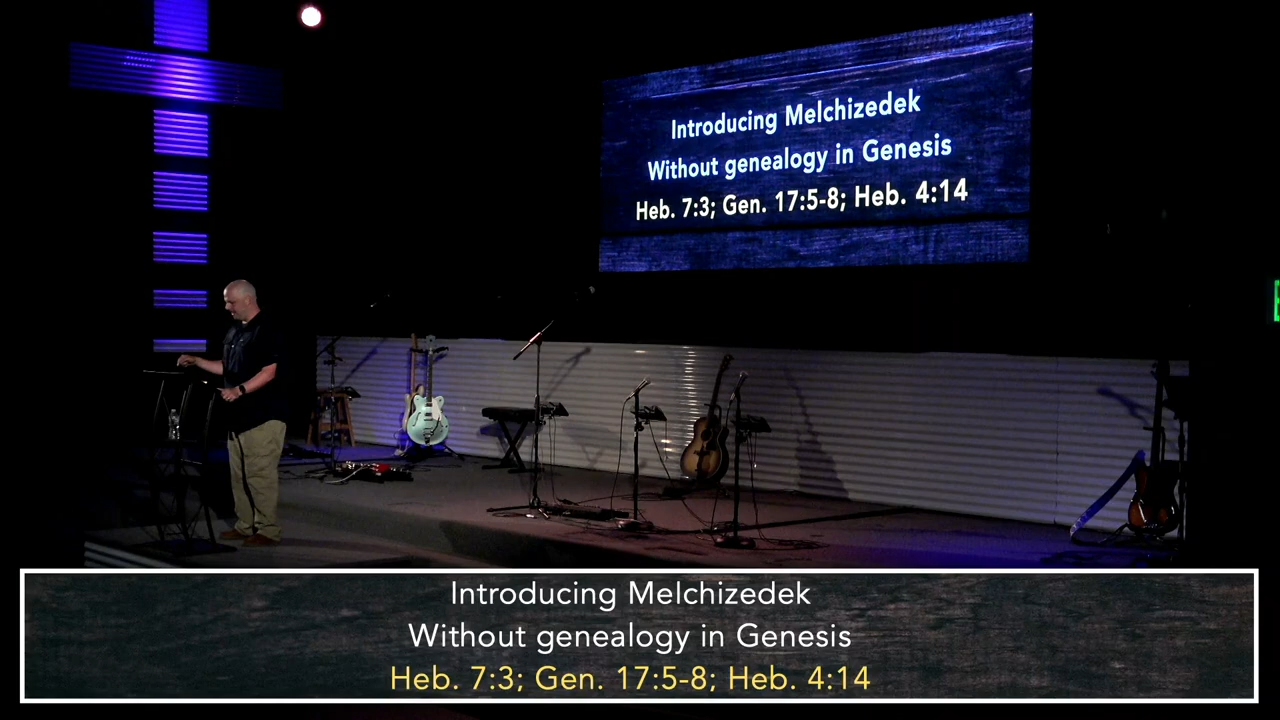 Introducing Melchizedek
Without genealogy in Genesis
Heb. 7:3; Gen. 17:5-8; Heb. 4:14
Introducing Melchizedek
Without genealogy in Genesis
Heb. 7:3; Gen. 17:5-8; Heb. 4:14